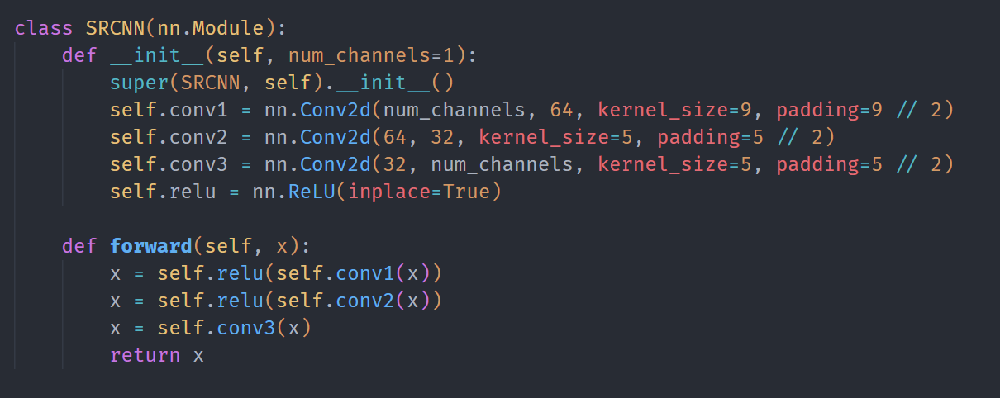 class SRCNN(nn.Module):
    def __init__(self, num_channels=1):
        super(SRCNN, self).__init__()
        self.conv1 = nn.Conv2d(num_channels, 64, kernel_size=9, padding=9 // 2)
        self.conv2 = nn.Conv2d(64, 32, kernel_size=5, padding=5 // 2)
        self.conv3 = nn.Conv2d(32, num_channels, kernel_size=5, padding=5 // 2)
        self.relu = nn.ReLU(inplace=True)

    def forward(self, x):
        x = self.relu(self.conv1(x))
        x = self.relu(self.conv2(x))
        x = self.conv3(x)
        return x